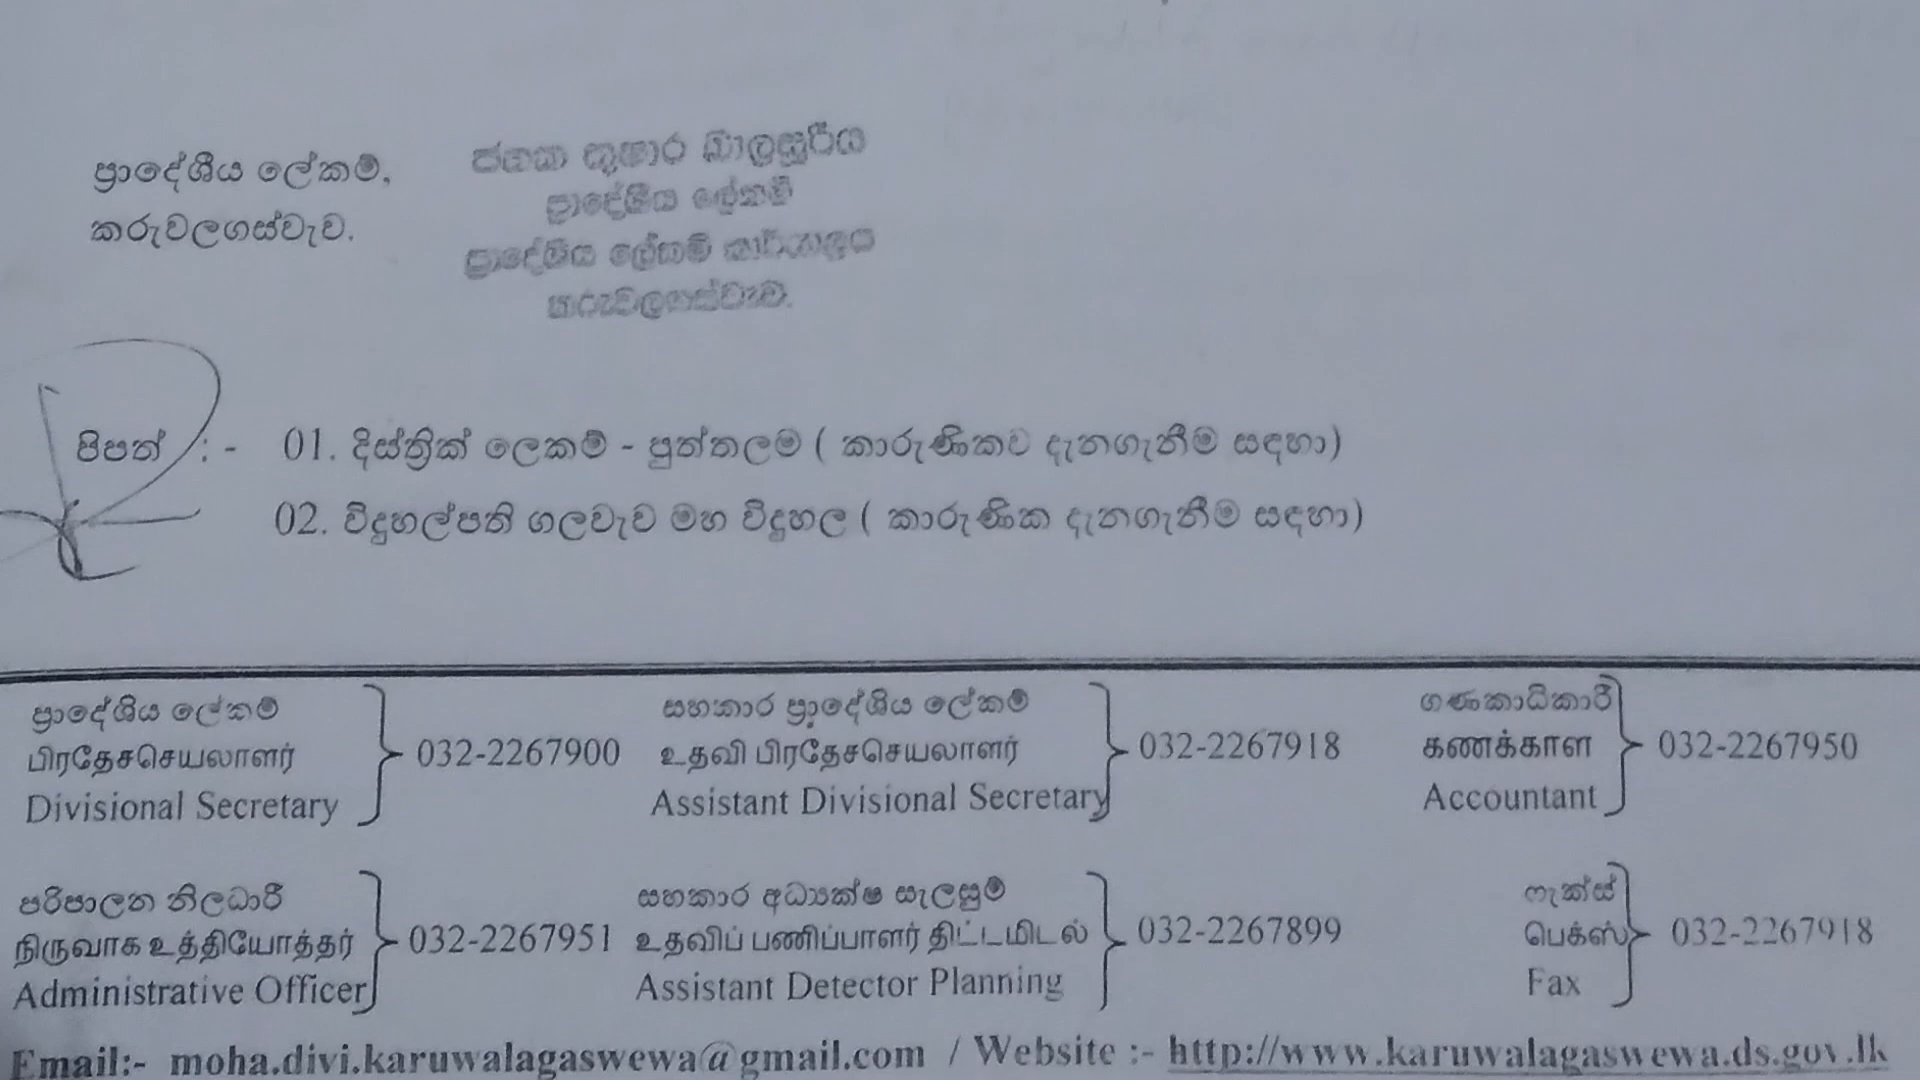 ප්‍රාදේශීය ලේකම්,
කරුවලගස්වැව.
ජනක කුමාර බාලසූරිය
ප්‍රාදේශීය ලේකම්
ප්‍රාදේශීය ලේකම් කාර්යාලය
කරුවලගස්වැව.
පිපත් : - 01. දිස්ත්‍රික් ලෙකම් - පුත්තලම ( කාරුණිකව දැනගැනීම සඳහා)
02. විදුහල්පති ගලවැව මහ විදුහල ( කාරුණික දැනගැනීම සඳහා)
ප්‍රාදේශිය ලේකම්
பிரதேசசெயலாளர்
Divisional Secretary
032-2267900
සහකාර ප්‍රාදේශිය ලේකම්
உதவி பிரதேசசெயலாளர்
Assistant Divisional Secretary
032-2267918
ගණකාධිකාරී
கணக்காள
Accountant
032-2267950
පරිපාලන නිලධාරී
நிருவாக உத்தியோத்தர்
Administrative Officer
032-2267951
සහකාර අධ්‍යක්ෂ සැලසුම්
உதவிப் பணிப்பாளர் திட்டமிடல்
Assistant Detector Planning
032-2267899
ෆැක්ස්
பெக்ஸ்
Fax
032-2267918
Email:- moha.divi.karuwalagaswewa@gmail.com / Website :- http://www.karuwalagaswewa.ds.gov.lk